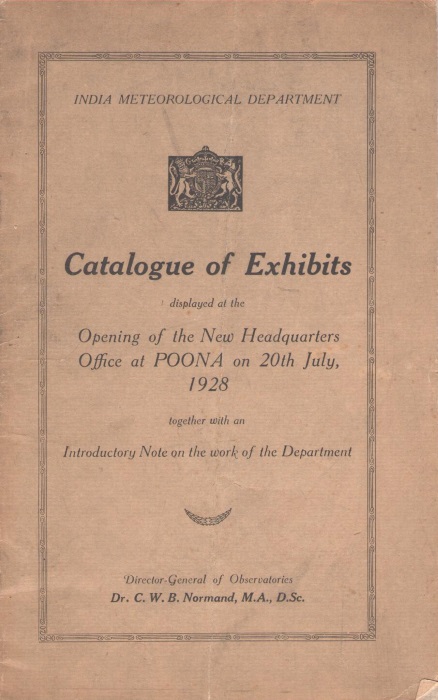 INDIA METEOROLOGICAL DEPARTMENT
Catalogue of Exhibits
displayed at the
Opening of the New Headquarters
Office at POONA on 20th July,
1928
together with an
Introductory Note on the work of the Department
Director-General of Observatories
Dr. C. W. B. Normand, M.A., D.Sc.